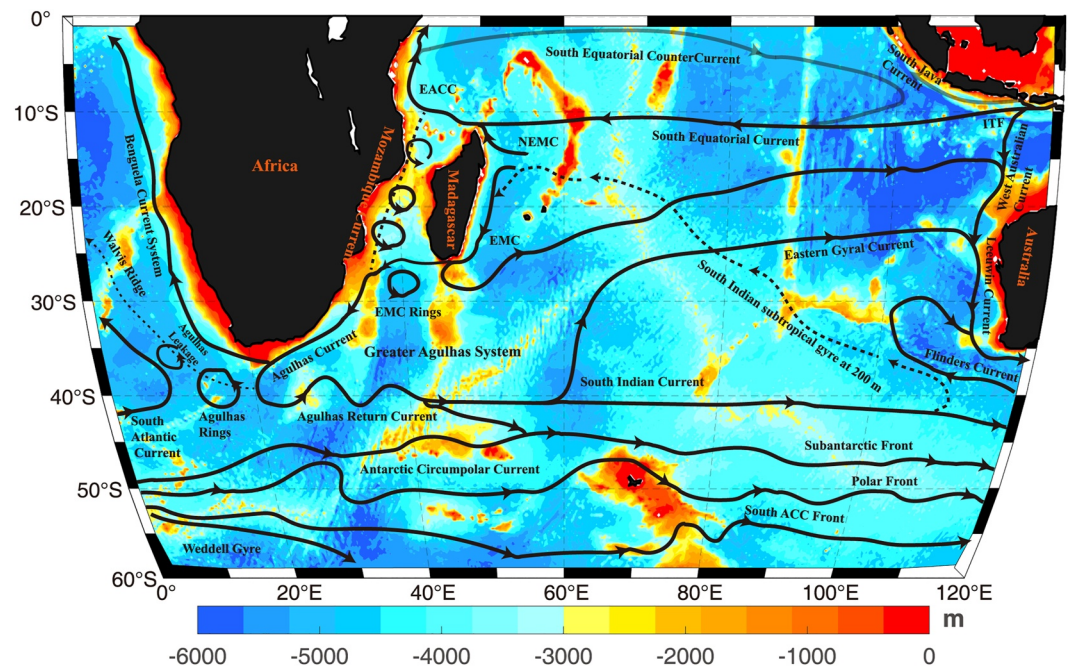 0°
10°S
20°S
30°S
40°S
50°S
60°S
0°
20°E
40°E
60°E
80°E
100°E
120°E
South Equatorial CounterCurrent
South Java
Current
EACC
ITF
South Equatorial Current
NEMC
Africa
Mozambique Current
Madagascar
West Australian
Current
Benguela Current System
Walvis Ridge
EMC
Eastern Gyral Current
Leeuwin Current
Australia
South Indian subtropical gyre at 200 m
EMC Rings
Agulhas
Leakage
Agulhas Current
Greater Agulhas System
Flinders Current
South Indian Current
Agulhas
Rings
Agulhas Return Current
South
Atlantic
Current
Subantarctic Front
Antarctic Circumpolar Current
Polar Front
South ACC Front
Weddell Gyre
m
-6000
-5000
-4000
-3000
-2000
-1000
0